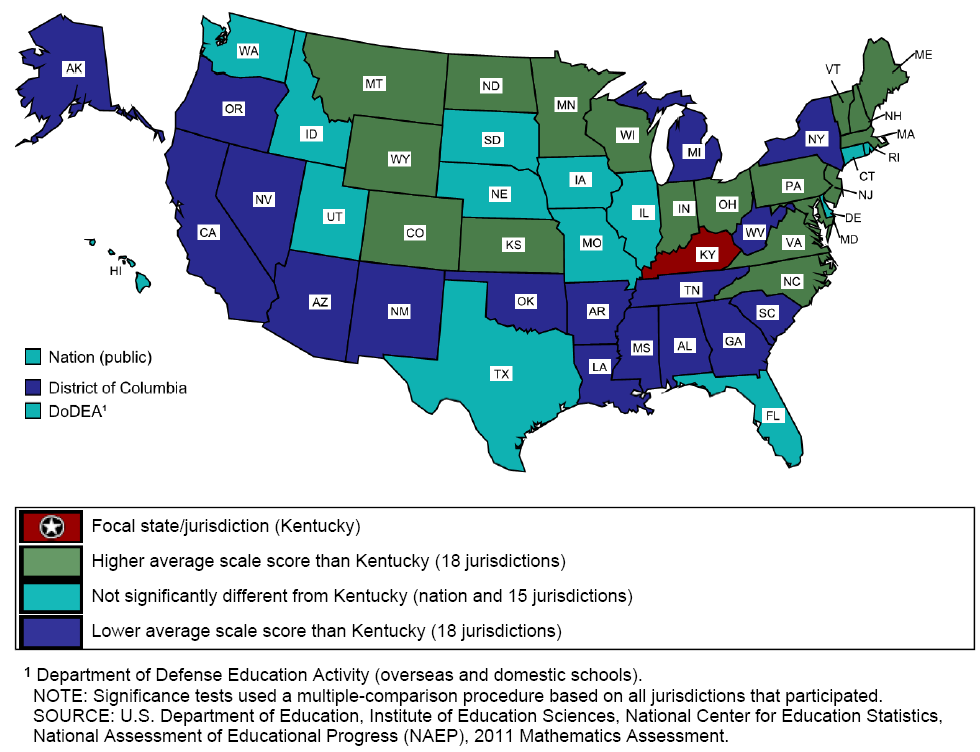 AK
WA
OR
ID
MT
ND
MN
SD
WY
WI
MI
NY
VT
ME
NH
MA
RI
CT
NJ
PA
DE
MD
CA
NV
UT
CO
NE
IA
IL
IN
OH
KS
MO
KY
WV
VA
NC
HI
AZ
NM
OK
AR
TN
SC
MS
AL
GA
LA
TX
FL
Nation (public)
District of Columbia
DoDEA¹
Focal state/jurisdiction (Kentucky)
Higher average scale score than Kentucky (18 jurisdictions)
Not significantly different from Kentucky (nation and 15 jurisdictions)
Lower average scale score than Kentucky (18 jurisdictions)
¹ Department of Defense Education Activity (overseas and domestic schools).
NOTE: Significance tests used a multiple-comparison procedure based on all jurisdictions that participated.
SOURCE: U.S. Department of Education, Institute of Education Sciences, National Center for Education Statistics,
National Assessment of Educational Progress (NAEP), 2011 Mathematics Assessment.